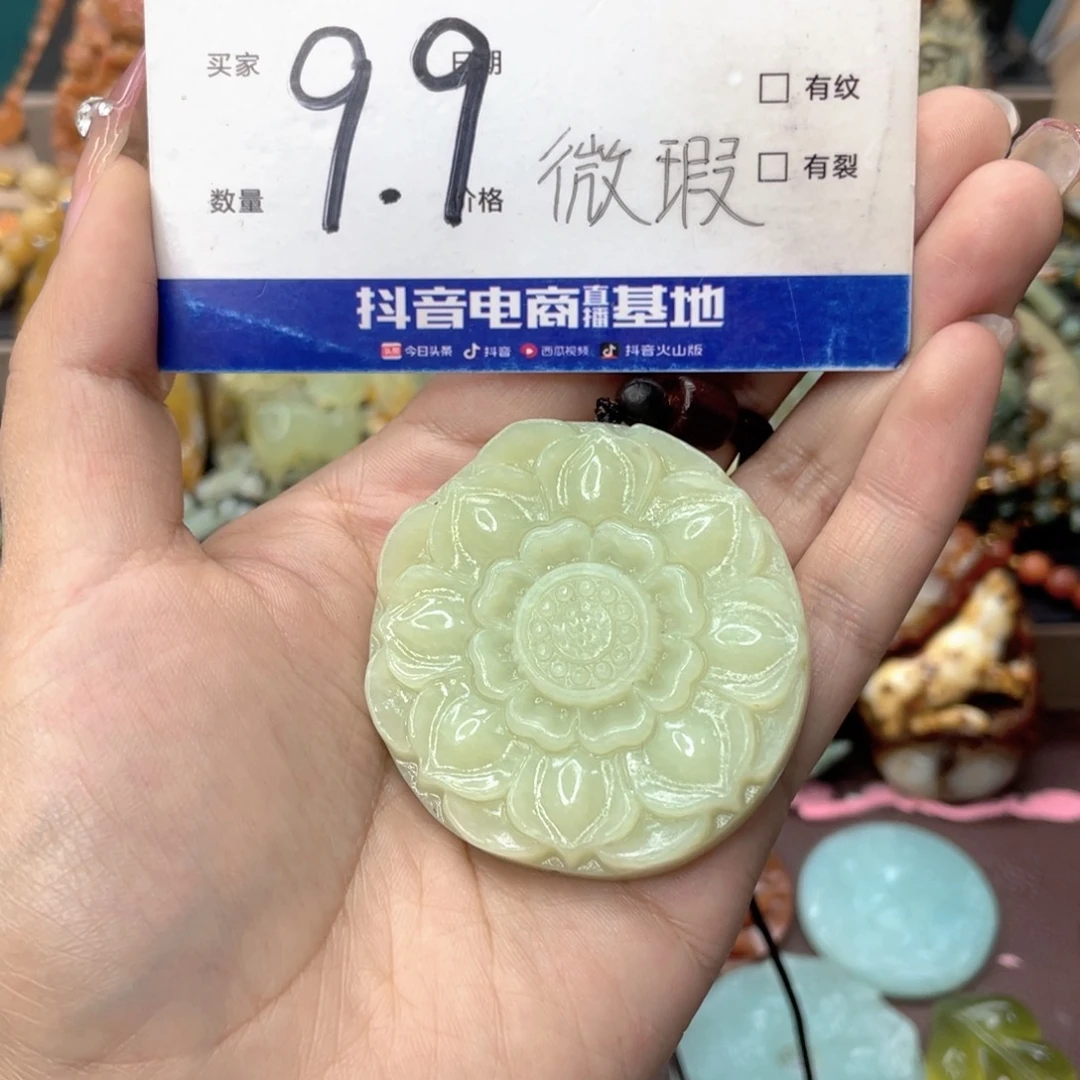 买家 9.9 日期
□ 有纹
数量 价格 微瑕
□ 有裂
抖音电商直播基地
头条 今日头条 抖音 西瓜视频 抖音火山版